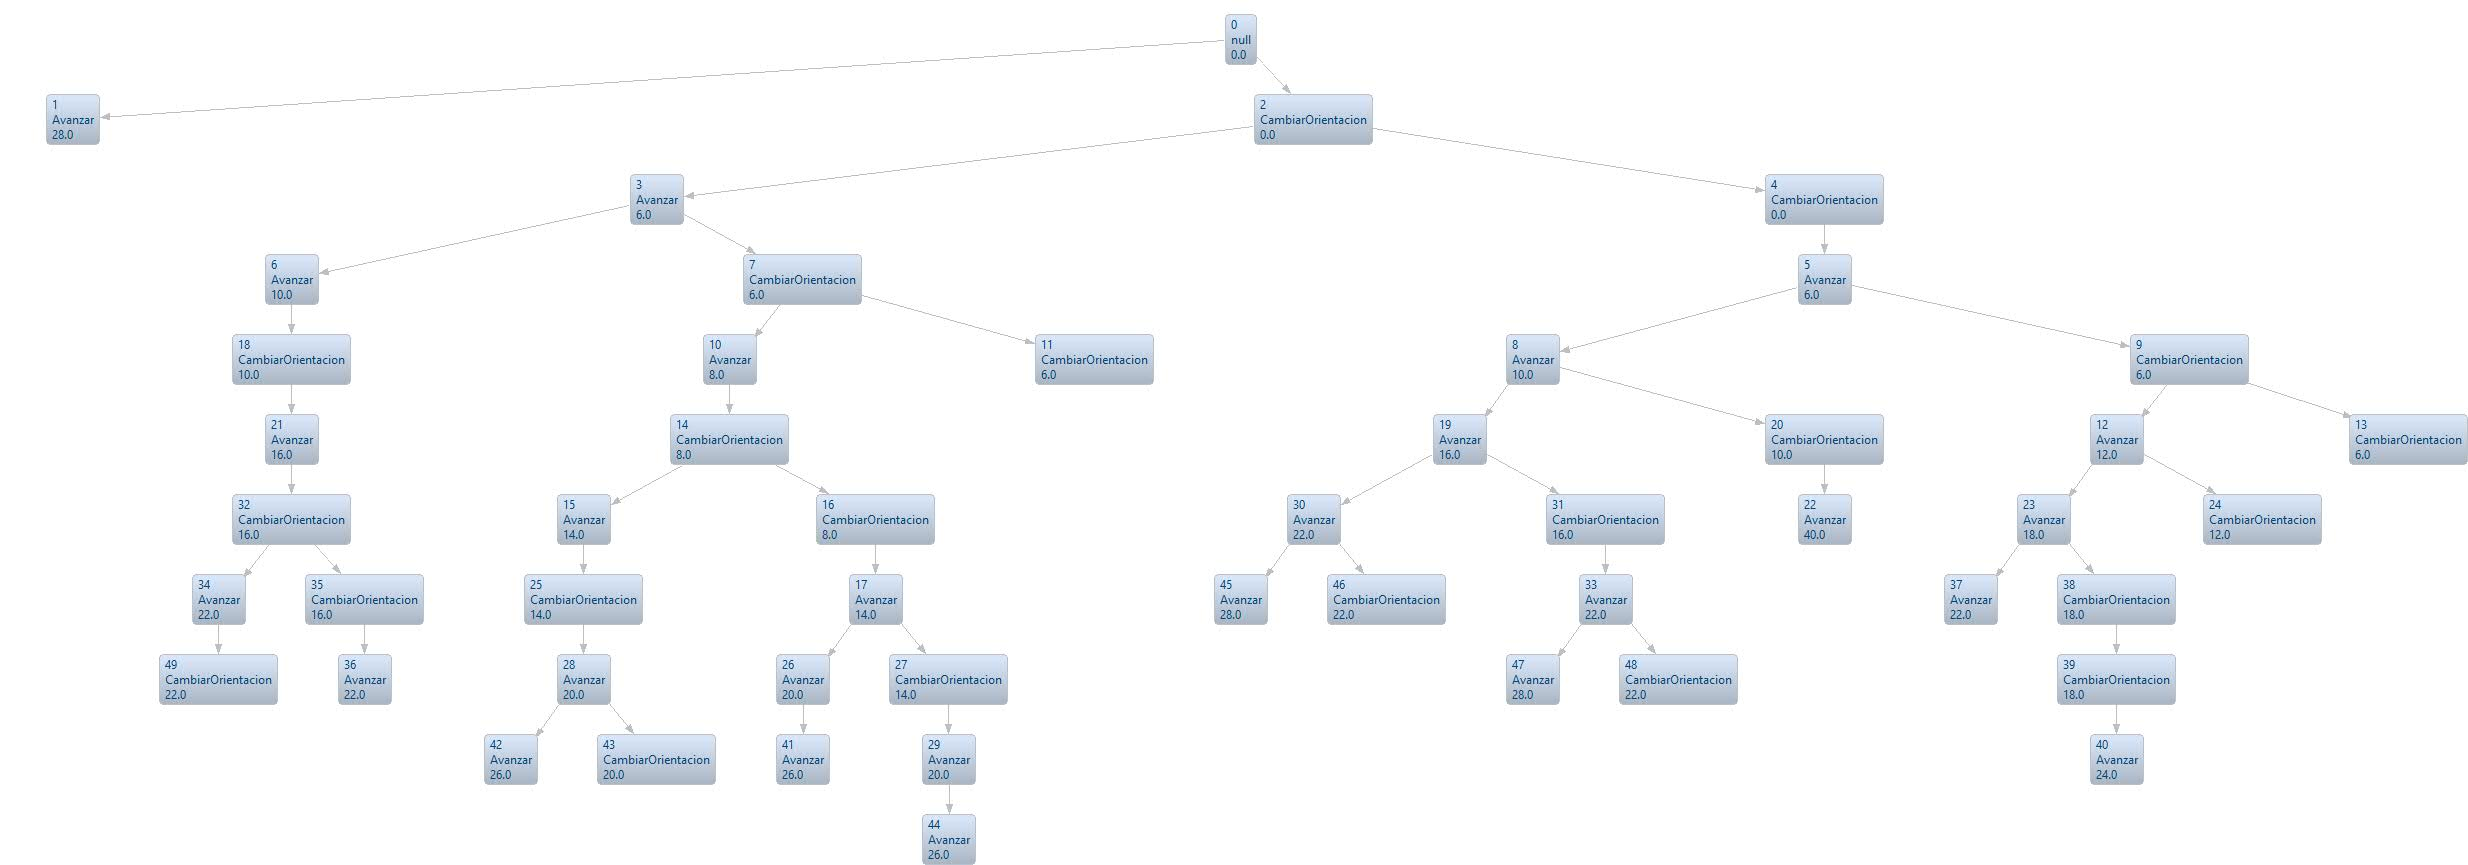 0
null
0.0
1
Avanzar
28.0
2
CambiarOrientacion
0.0
3
Avanzar
6.0
4
CambiarOrientacion
0.0
6
Avanzar
10.0
7
CambiarOrientacion
6.0
5
Avanzar
6.0
18
CambiarOrientacion
10.0
10
Avanzar
8.0
11
CambiarOrientacion
6.0
8
Avanzar
10.0
9
CambiarOrientacion
6.0
21
Avanzar
16.0
14
CambiarOrientacion
8.0
19
Avanzar
16.0
20
CambiarOrientacion
10.0
12
Avanzar
12.0
13
CambiarOrientacion
6.0
32
CambiarOrientacion
16.0
15
Avanzar
14.0
16
CambiarOrientacion
8.0
30
Avanzar
22.0
31
CambiarOrientacion
16.0
22
Avanzar
40.0
23
Avanzar
18.0
24
CambiarOrientacion
12.0
34
Avanzar
22.0
35
CambiarOrientacion
16.0
25
CambiarOrientacion
14.0
17
Avanzar
14.0
45
Avanzar
28.0
46
CambiarOrientacion
22.0
33
Avanzar
22.0
37
Avanzar
22.0
38
CambiarOrientacion
18.0
49
CambiarOrientacion
22.0
36
Avanzar
22.0
28
Avanzar
20.0
26
Avanzar
20.0
27
CambiarOrientacion
14.0
47
Avanzar
28.0
48
CambiarOrientacion
22.0
39
CambiarOrientacion
18.0
42
Avanzar
26.0
43
CambiarOrientacion
20.0
41
Avanzar
26.0
29
Avanzar
20.0
40
Avanzar
24.0
44
Avanzar
26.0